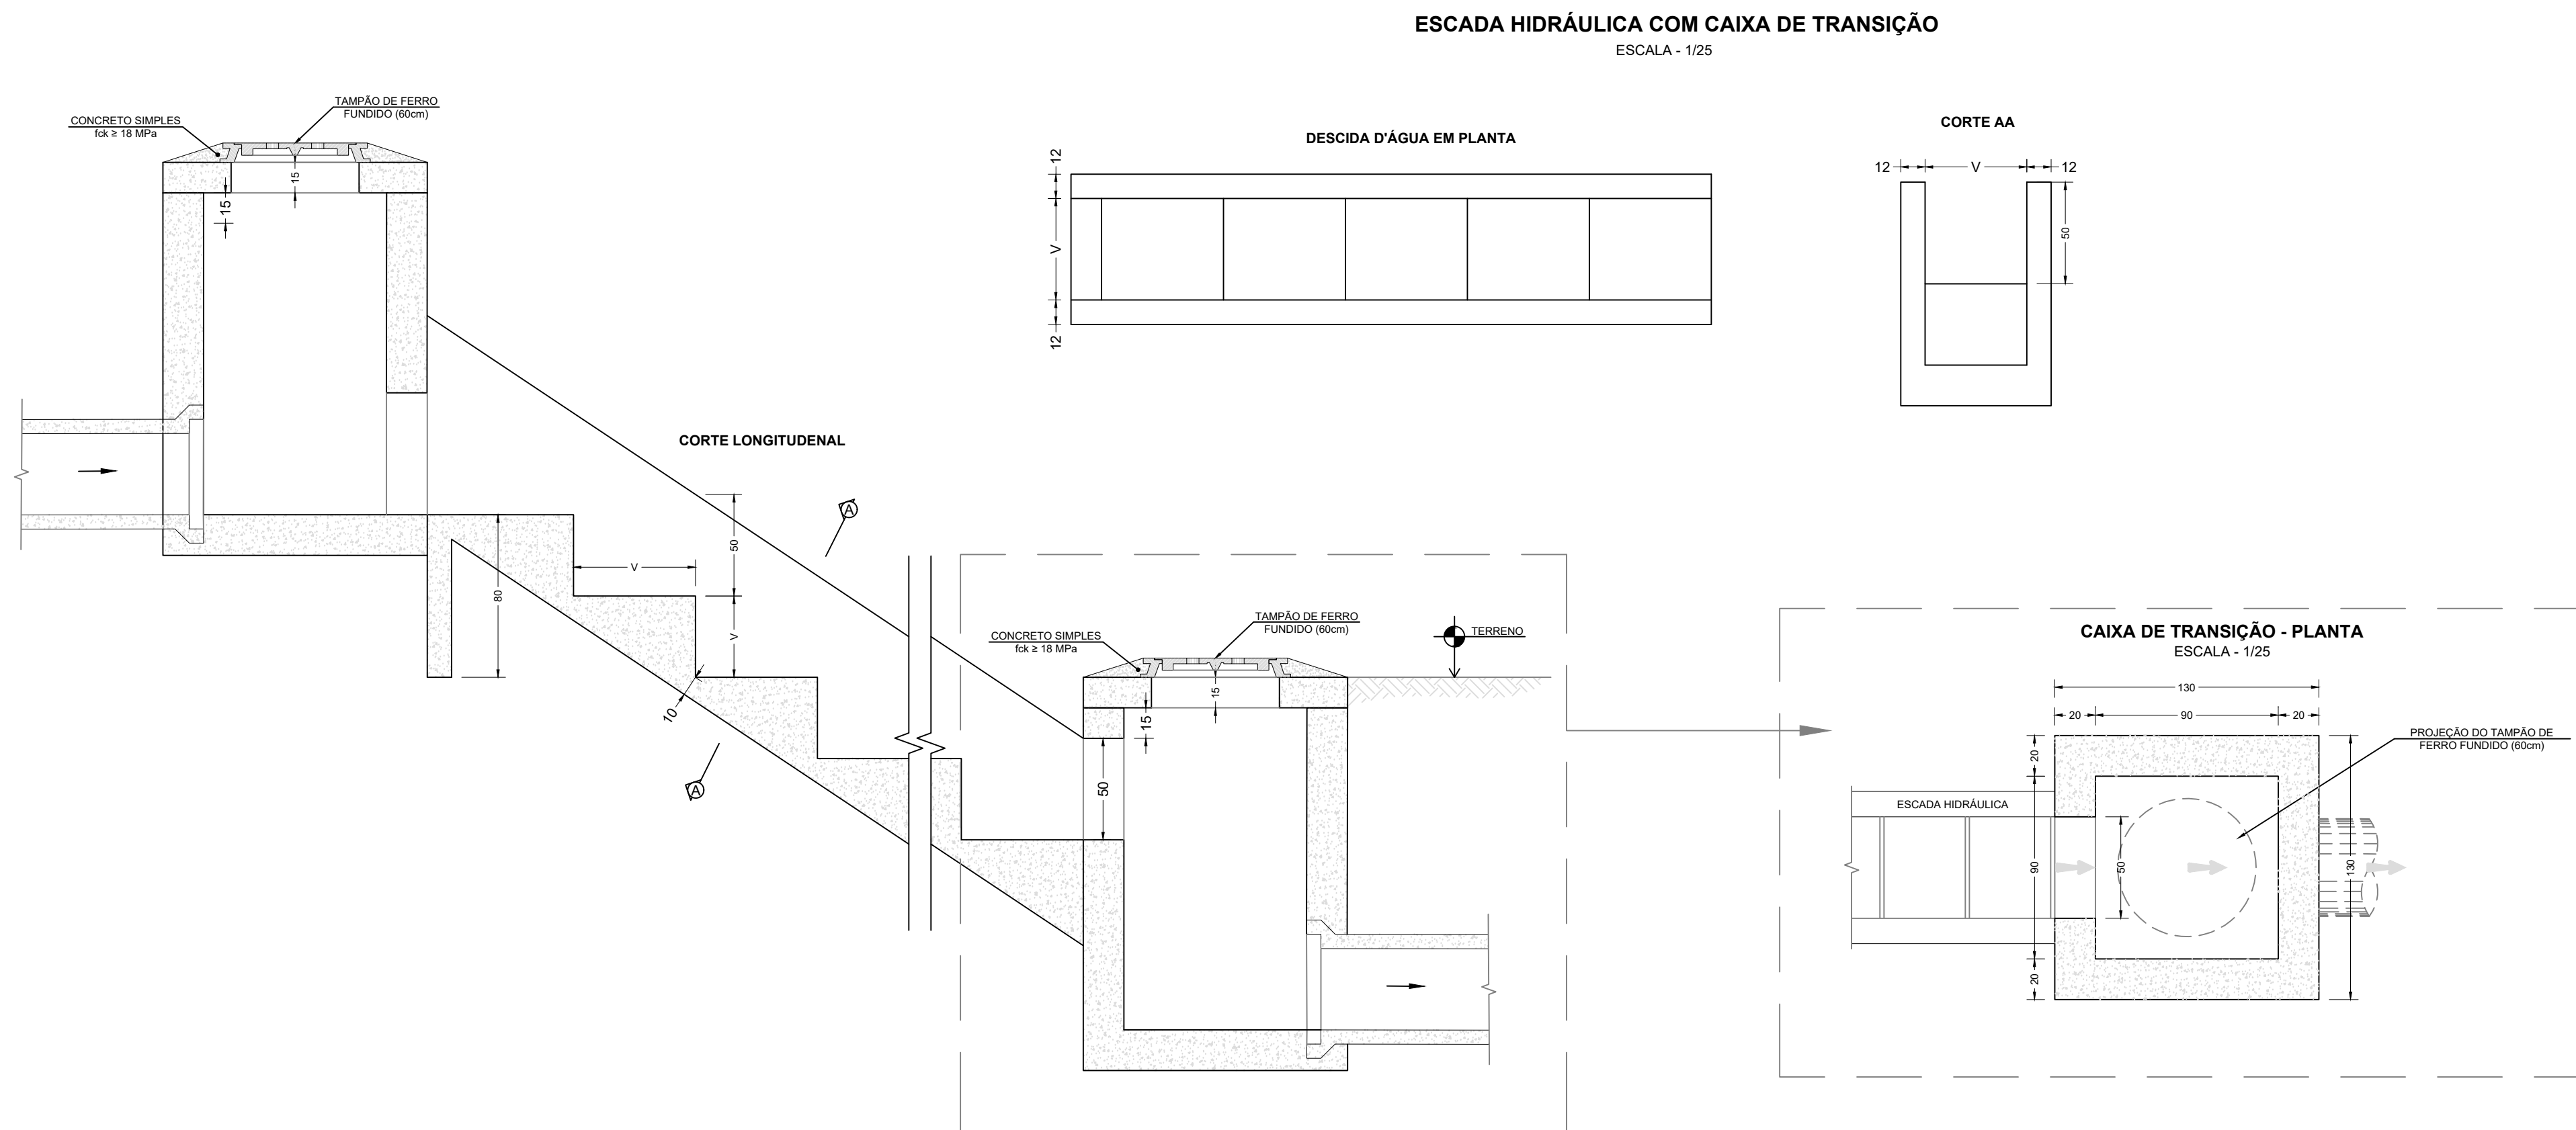 ESCADA HIDRÁULICA COM CAIXA DE TRANSIÇÃO
ESCALA - 1/25
TAMPÃO DE FERRO
FUNDIDO (60cm)
CONCRETO SIMPLES
fck ≥ 18 MPa
15
15
CORTE LONGITUDENAL
A
50
V
V
80
10
A
DESCIDA D'ÁGUA EM PLANTA
12
V
12
CORTE AA
12
V
12
50
TAMPÃO DE FERRO
FUNDIDO (60cm)
CONCRETO SIMPLES
fck ≥ 18 MPa
TERRENO
15
15
50
CAIXA DE TRANSIÇÃO - PLANTA
ESCALA - 1/25
130
20
90
20
PROJEÇÃO DO TAMPÃO DE
FERRO FUNDIDO (60cm)
20
ESCADA HIDRÁULICA
90
50
130
20